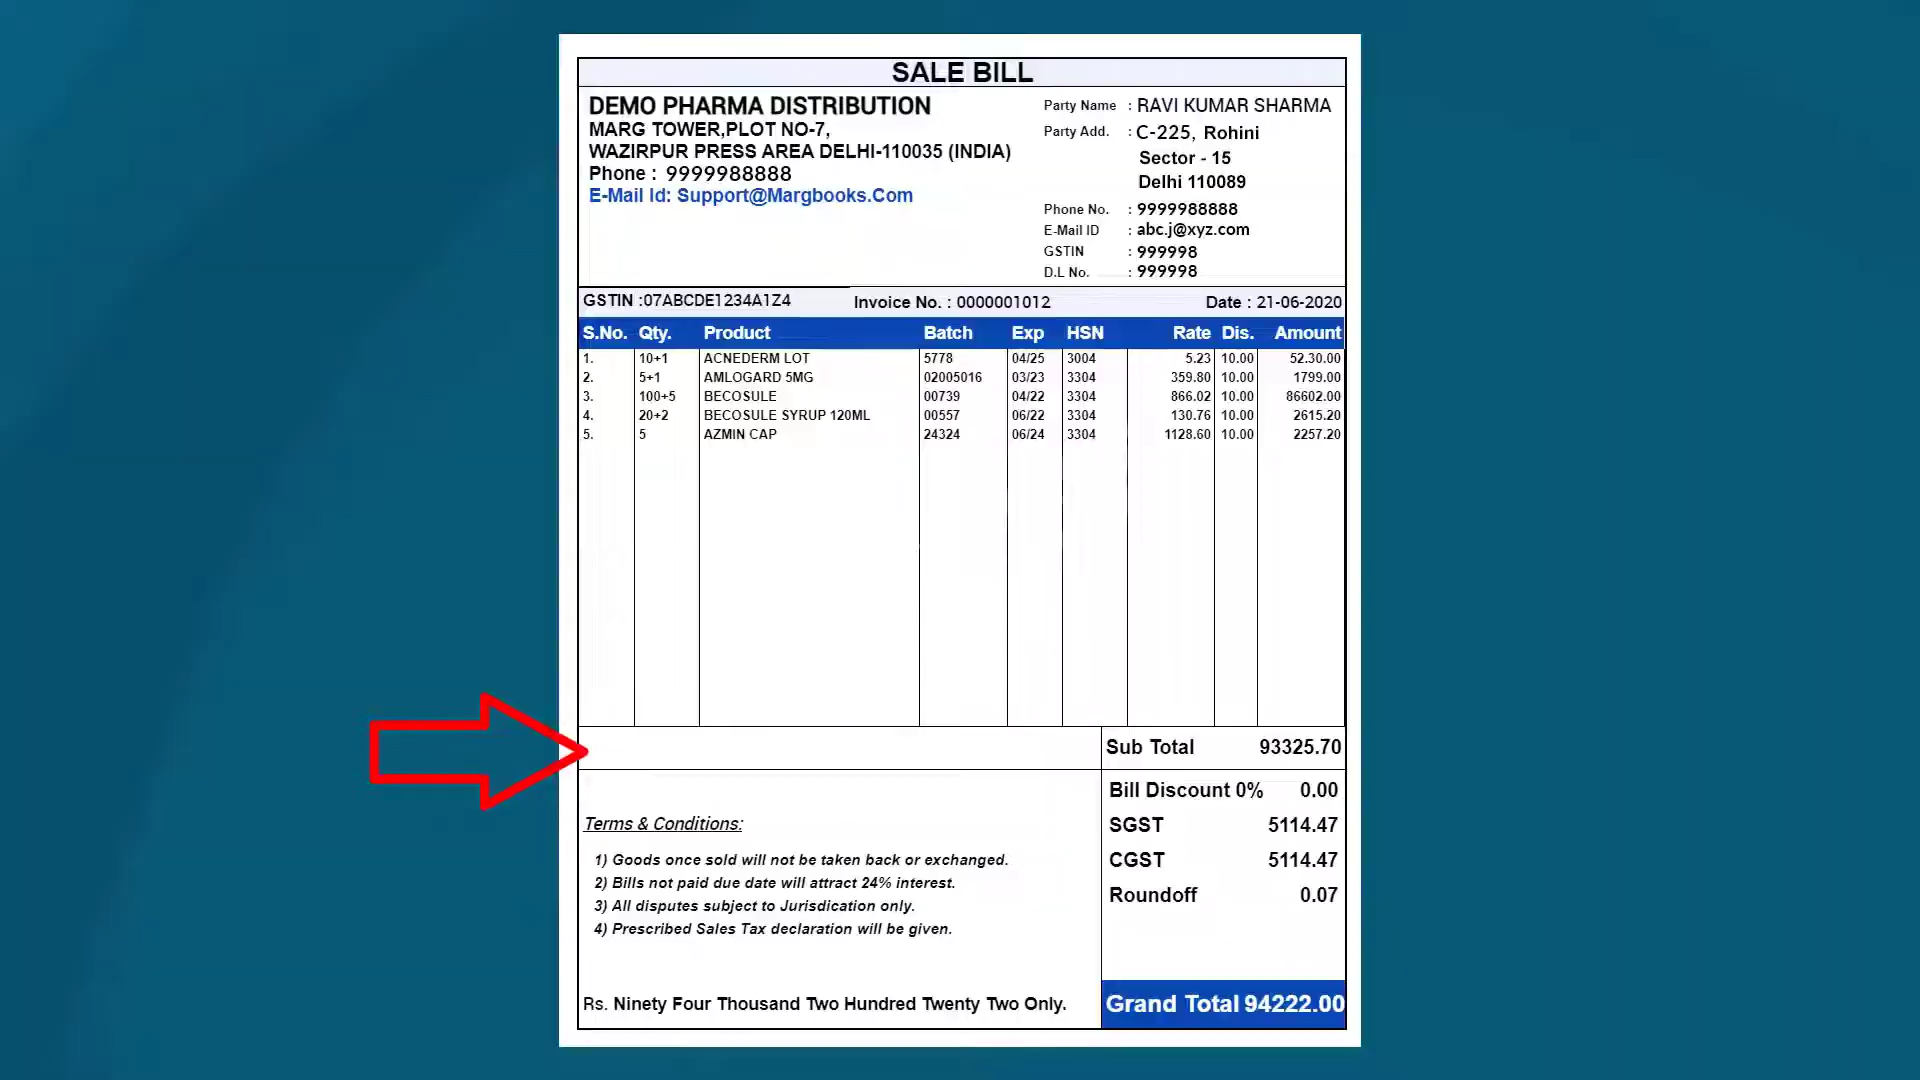 SALE BILL
DEMO PHARMA DISTRIBUTION
MARG TOWER,PLOT NO-7,
WAZIRPUR PRESS AREA DELHI-110035 (INDIA)
Phone : 9999988888
E-Mail Id: Support@Margbooks.Com
Party Name : RAVI KUMAR SHARMA
Party Add. : C-225, Rohini
Sector - 15
Delhi 110089
Phone No. : 9999988888
E-Mail ID : abc.j@xyz.com
GSTIN : 999998
D.L No. : 999998
GSTIN :07ABCDE1234A1Z4 Invoice No. : 0000001012 Date : 21-06-2020
S.No. Qty. Product Batch Exp HSN Rate Dis. Amount
1. 10+1 ACNEDERM LOT 5778 04/25 3004 5.23 10.00 52.30.00
2. 5+1 AMLOGARD 5MG 02005016 03/23 3304 359.80 10.00 1799.00
3. 100+5 BECOSULE 00739 04/22 3304 866.02 10.00 86602.00
4. 20+2 BECOSULE SYRUP 120ML 00557 06/22 3304 130.76 10.00 2615.20
5. 5 AZMIN CAP 24324 06/24 3304 1128.60 10.00 2257.20
Sub Total 93325.70
Bill Discount 0% 0.00
SGST 5114.47
CGST 5114.47
Roundoff 0.07
Terms & Conditions:
1) Goods once sold will not be taken back or exchanged.
2) Bills not paid due date will attract 24% interest.
3) All disputes subject to Jurisdication only.
4) Prescribed Sales Tax declaration will be given.
Rs. Ninety Four Thousand Two Hundred Twenty Two Only.
Grand Total 94222.00